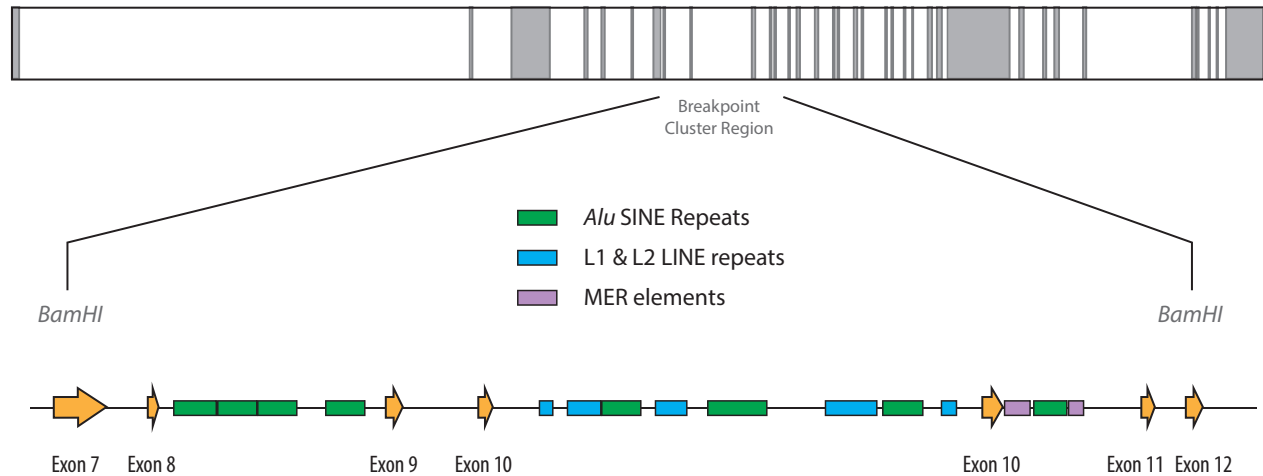 Breakpoint
Cluster Region
Alu SINE Repeats
L1 & L2 LINE repeats
MER elements
BamHI
BamHI
Exon 7
Exon 8
Exon 9
Exon 10
Exon 10
Exon 11
Exon 12